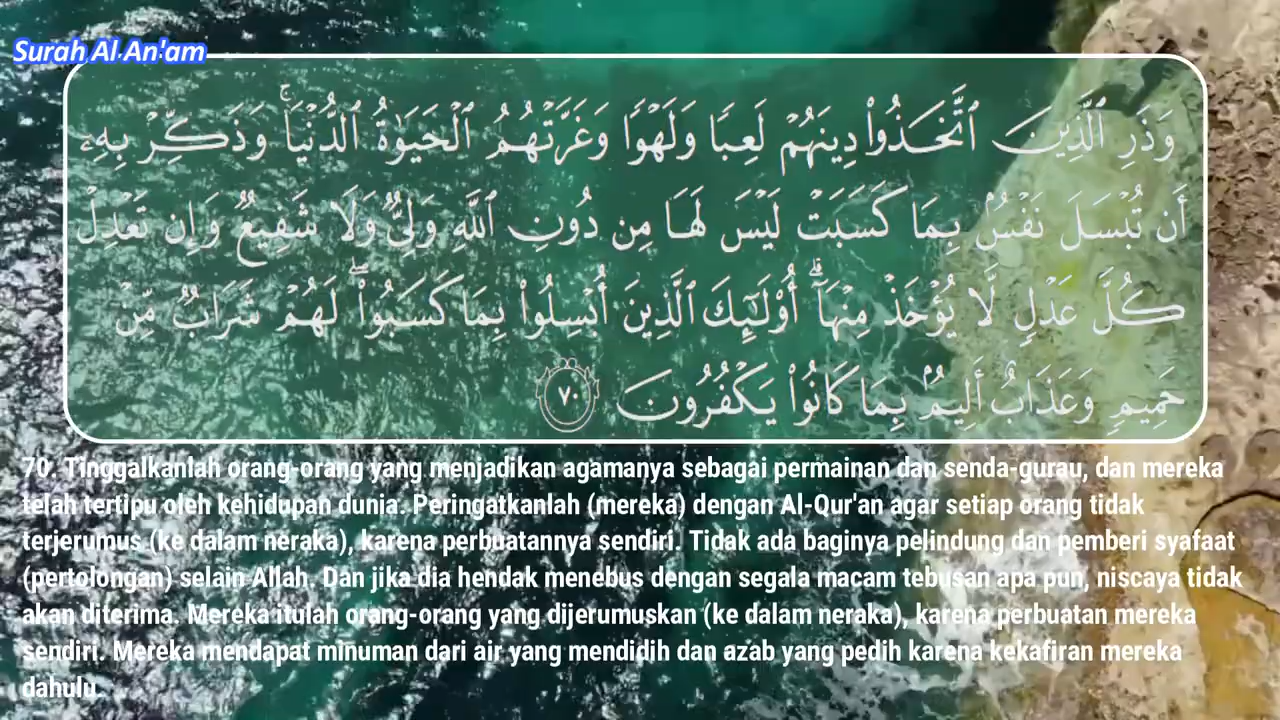 Surah Al An'am
وَذَرِ ٱلَّذِينَ ٱتَّخَذُوا۟ دِينَهُمْ لَعِبًا وَلَهْوًا وَغَرَّتْهُمُ ٱلْحَيَوٰةُ ٱلدُّنْيَا ۚ وَذَكِّرْ بِهِۦٓ
أَن تُبْسَلَ نَفْسٌۢ بِمَا كَسَبَتْ لَيْسَ لَهَا مِن دُونِ ٱللَّهِ وَلِىٌّ وَلَا شَفِيعٌ وَإِن تَعْدِلْ
كُلَّ عَدْلٍ لَّا يُؤْخَذْ مِنْهَآ ۗ أُو۟لَـٰٓئِكَ ٱلَّذِينَ أُبْسِلُوا۟ بِمَا كَسَبُوا۟ ۖ لَهُمْ شَرَابٌ مِّنْ
حَمِيمٍ وَعَذَابٌ أَلِيمٌۢ بِمَا كَانُوا۟ يَكْفُرُونَ ٧٠
70. Tinggalkanlah orang-orang yang menjadikan agamanya sebagai permainan dan senda-gurau, dan mereka
telah tertipu oleh kehidupan dunia. Peringatkanlah (mereka) dengan Al-Qur'an agar setiap orang tidak
terjerumus (ke dalam neraka), karena perbuatannya sendiri. Tidak ada baginya pelindung dan pemberi syafaat
(pertolongan) selain Allah. Dan jika dia hendak menebus dengan segala macam tebusan apa pun, niscaya tidak
akan diterima. Mereka itulah orang-orang yang dijerumuskan (ke dalam neraka), karena perbuatan mereka
sendiri. Mereka mendapat minuman dari air yang mendidih dan azab yang pedih karena kekafiran mereka
dahulu.